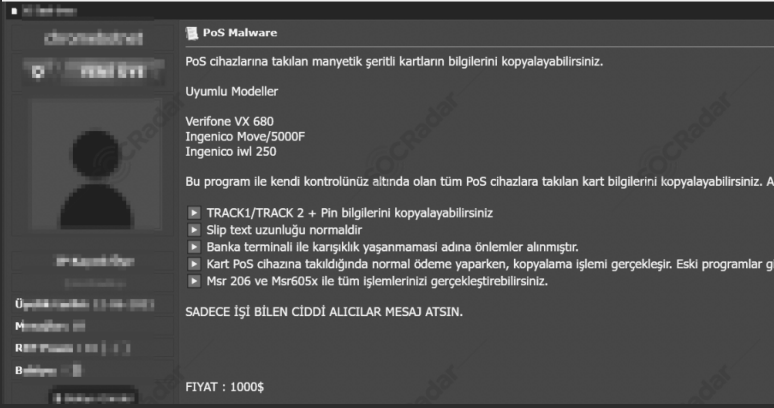 PoS Malware
PoS cihazlarına takılan manyetik şeritli kartların bilgilerini kopyalayabilirsiniz.
Uyumlu Modeller
Verifone VX 680
Ingenico Move/5000F
Ingenico iwl 250
Bu program ile kendi kontrolünüz altında olan tüm PoS cihazlara takılan kart bilgilerini kopyalayabilirsiniz. A
TRACK1/TRACK 2 + Pin bilgilerini kopyalayabilirsiniz
Slip text uzunluğu normaldir
Banka terminali ile karışıklık yaşanmamasi adına önlemler alınmıştır.
Kart PoS cihazına takıldığında normal ödeme yaparken, kopyalama işlemi gerçekleşir. Eski programlar g
Msr 206 ve Msr605x ile tüm işlemlerinizi gerçekleştirebilirsiniz.
SADECE İŞİ BİLEN CİDDİ ALICILAR MESAJ ATSIN.
FIYAT : 1000$
SOCRadar
SOCRadar